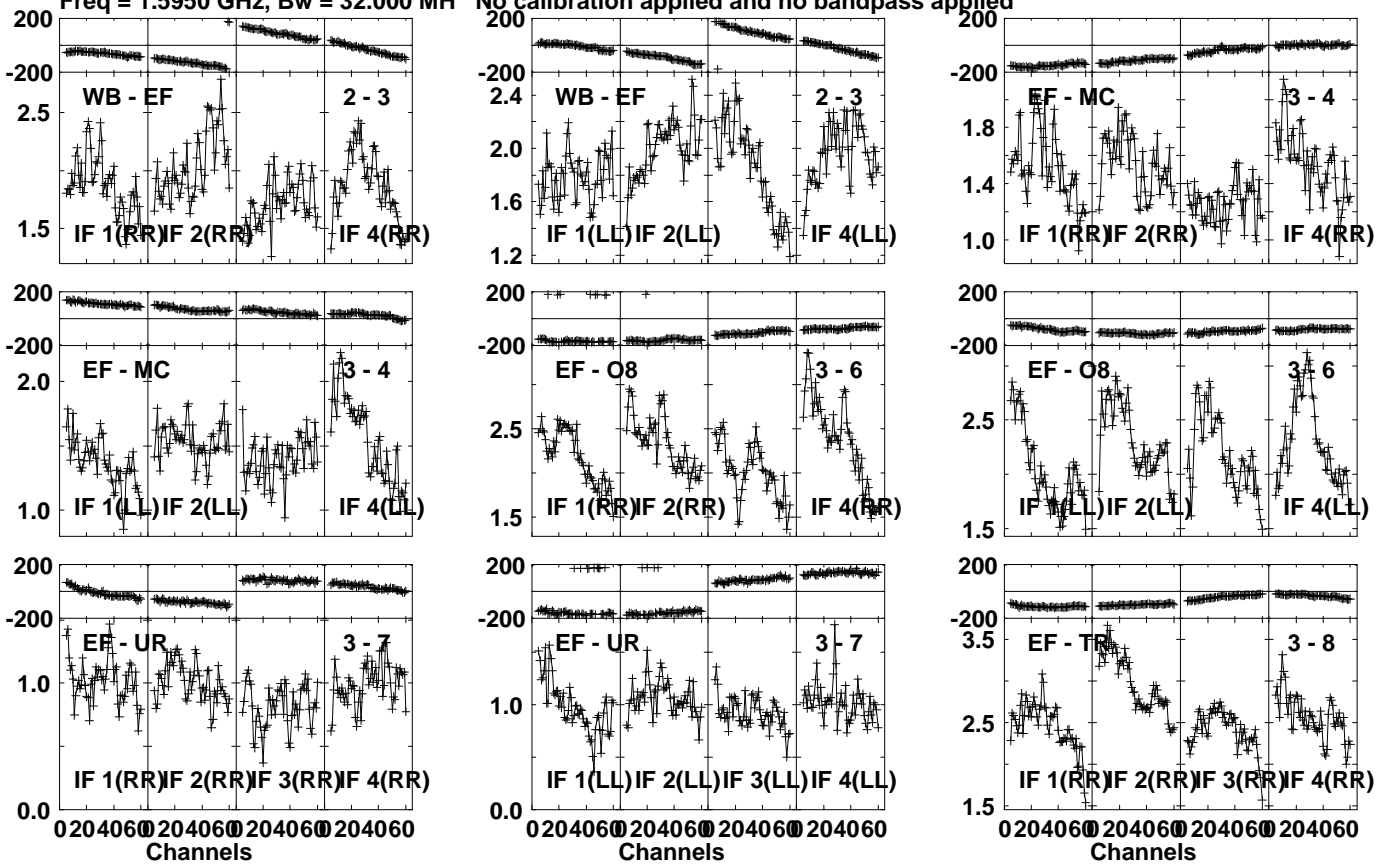 Freq = 1.5950 GHz, Bw = 32.000 MH No calibration applied and no bandpass applied
200
-200
WB - EF 2 - 3
2.5
1.5
IF 1(RR) IF 2(RR) IF 4(RR)
200
-200
WB - EF 2 - 3
2.4
2.0
1.6
1.2
IF 1(LL) IF 2(LL) IF 4(LL)
200
-200
EF - MC 3 - 4
1.8
1.4
1.0
IF 1(RR) IF 2(RR) IF 4(RR)
200
-200
EF - MC 3 - 4
2.0
1.0
IF 1(LL) IF 2(LL) IF 4(LL)
200
-200
EF - O8 3 - 6
2.5
1.5
IF 1(RR) IF 2(RR) IF 4(RR)
200
-200
EF - O8 3 - 6
2.5
1.5
IF 1(LL) IF 2(LL) IF 4(LL)
200
-200
EF - UR 3 - 7
1.0
0.0
IF 1(RR) IF 2(RR) IF 3(RR) IF 4(RR)
0 20 40 60 0 20 40 60 0 20 40 60 0 20 40 60
Channels
200
-200
EF - UR 3 - 7
1.0
0.0
IF 1(LL) IF 2(LL) IF 3(LL) IF 4(LL)
0 20 40 60 0 20 40 60 0 20 40 60 0 20 40 60
Channels
200
-200
EF - TR 3 - 8
3.5
2.5
1.5
IF 1(RR) IF 2(RR) IF 3(RR) IF 4(RR)
0 20 40 60 0 20 40 60 0 20 40 60 0 20 40 60
Channels